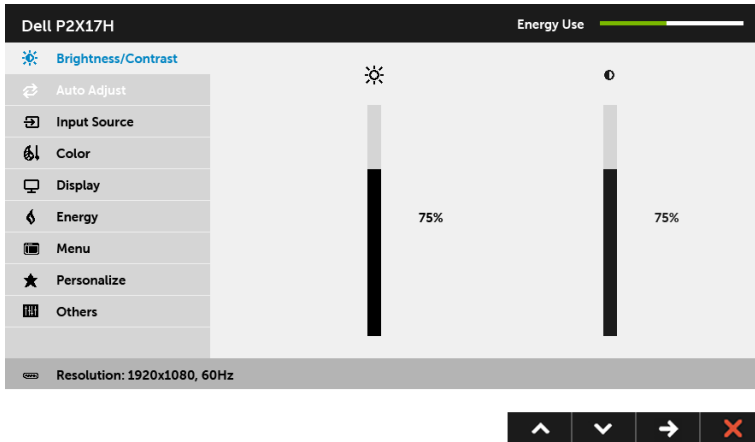 Dell P2X17H
Energy Use
Brightness/Contrast
Auto Adjust
Input Source
Color
Display
Energy
Menu
Personalize
Others
75%
75%
Resolution: 1920x1080, 60Hz